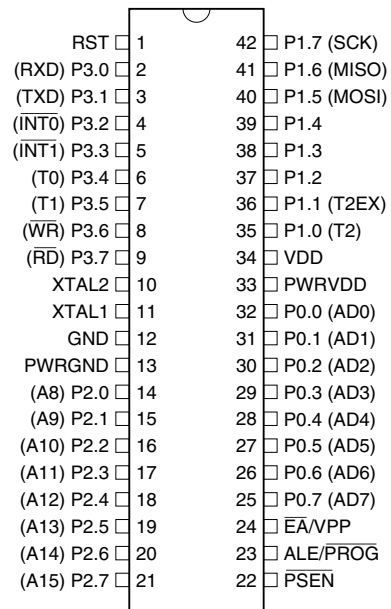 RST 1 42 P1.7 (SCK)
(RXD) P3.0 2 41 P1.6 (MISO)
(TXD) P3.1 3 40 P1.5 (MOSI)
(I̅N̅T̅0̅) P3.2 4 39 P1.4
(I̅N̅T̅1̅) P3.3 5 38 P1.3
(T0) P3.4 6 37 P1.2
(T1) P3.5 7 36 P1.1 (T2EX)
(W̅R̅) P3.6 8 35 P1.0 (T2)
(R̅D̅) P3.7 9 34 VDD
XTAL2 10 33 PWRVDD
XTAL1 11 32 P0.0 (AD0)
GND 12 31 P0.1 (AD1)
PWRGND 13 30 P0.2 (AD2)
(A8) P2.0 14 29 P0.3 (AD3)
(A9) P2.1 15 28 P0.4 (AD4)
(A10) P2.2 16 27 P0.5 (AD5)
(A11) P2.3 17 26 P0.6 (AD6)
(A12) P2.4 18 25 P0.7 (AD7)
(A13) P2.5 19 24 E̅A̅/VPP
(A14) P2.6 20 23 ALE/P̅R̅O̅G̅
(A15) P2.7 21 22 P̅S̅E̅N̅